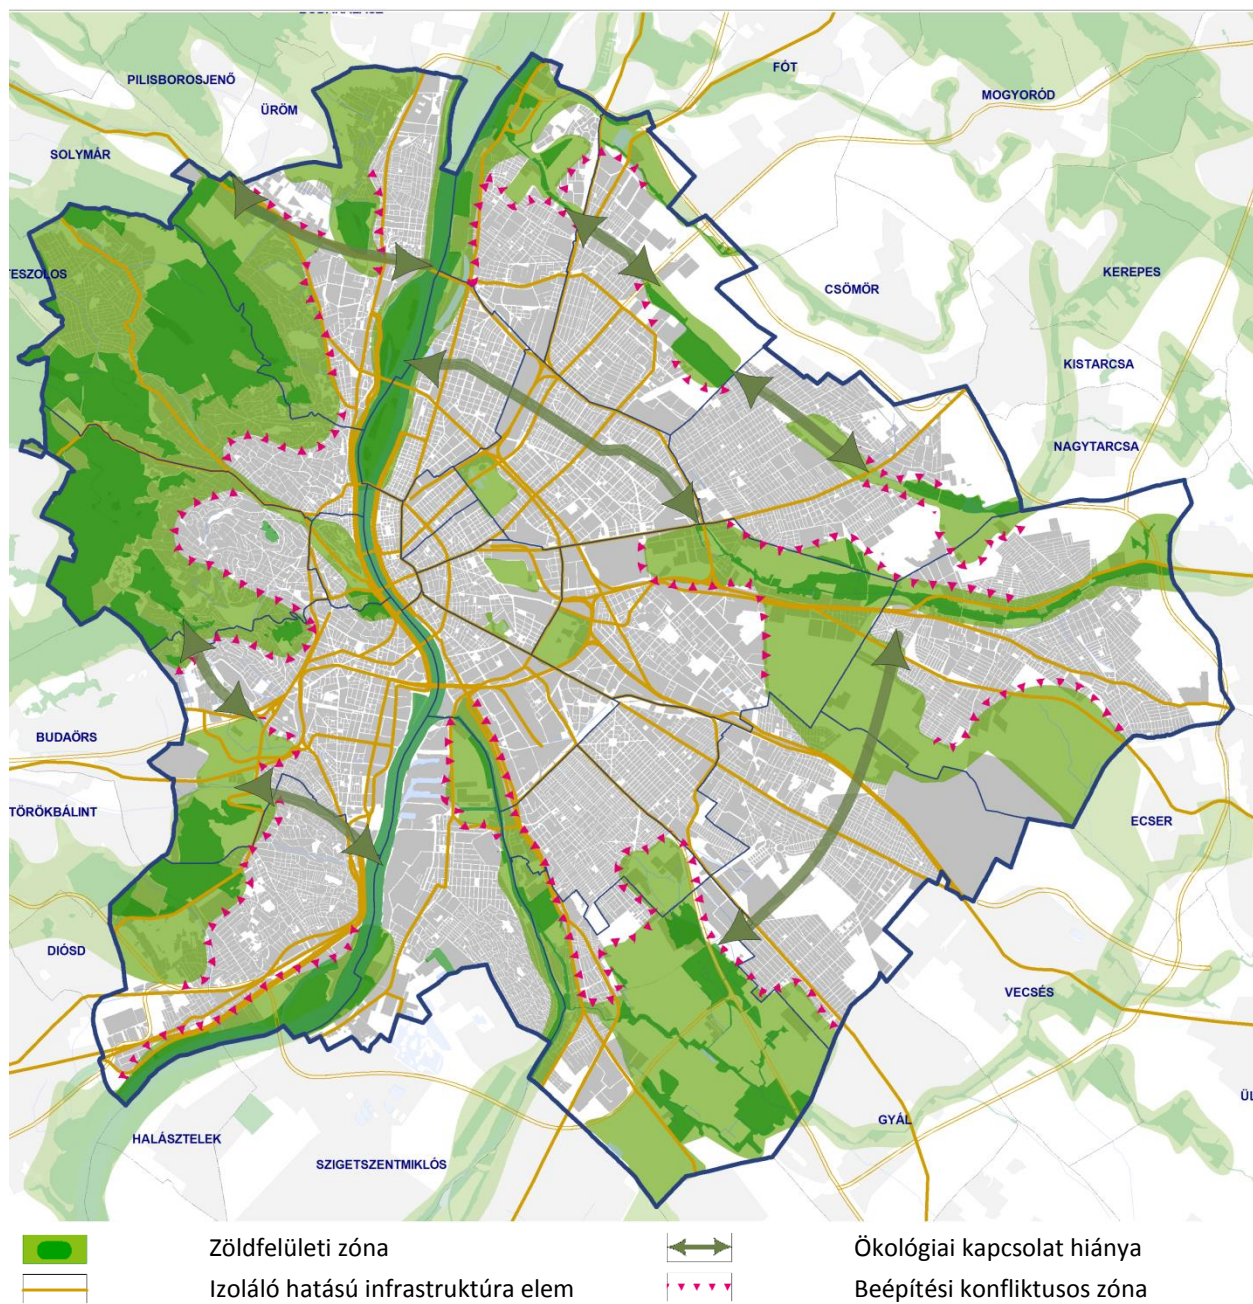 FÓT
PILISBOROSJENŐ
MOGYORÓD
ÜRÖM
SOLYMÁR
TESZOLOS
KEREPES
CSÖMÖR
KISTARCSA
NAGYTARCSA
BUDAÖRS
TÖRÖKBÁLINT
ECSER
DIÓSD
VECSÉS
ÜL
GYÁL
HALÁSZTELEK
SZIGETSZENTMIKLÓS
Zöldfelületi zóna
Ökológiai kapcsolat hiánya
Izoláló hatású infrastruktúra elem
Beépítési konfliktusos zóna